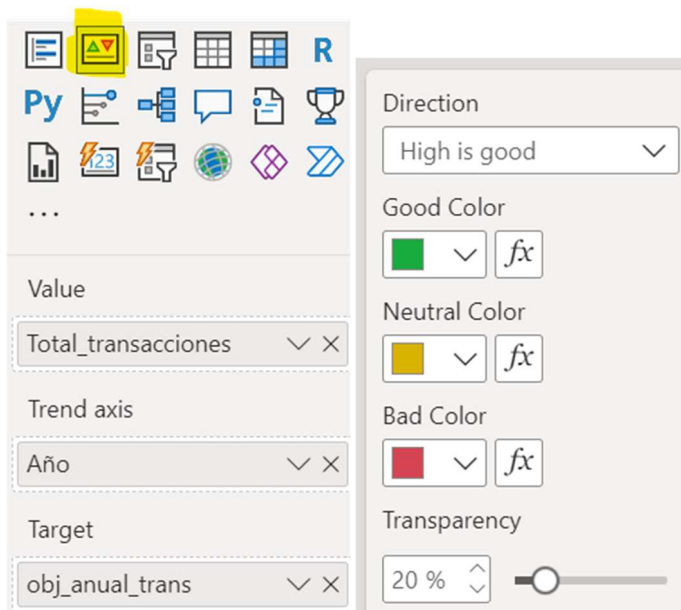 R
Py
123
...
Value
Total_transacciones
Trend axis
Año
Target
obj_anual_trans
Direction
High is good
Good Color
fx
Neutral Color
fx
Bad Color
fx
Transparency
20 %